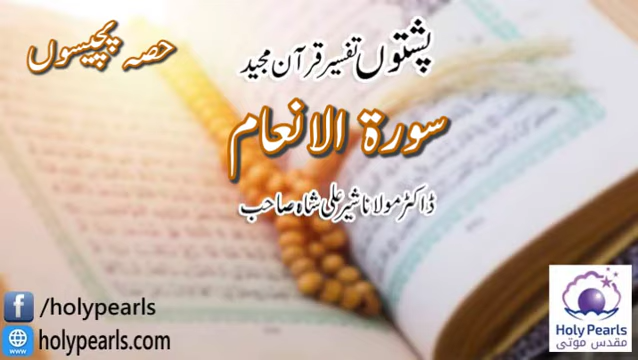 پشتوں تفسیر قرآن مجید
حصہ پچیسوں
سورۃ الانعام
ڈاکٹر مولانا شیر علی شاہ صاحب
/holypearls
holypearls.com
Holy Pearls
مقدس موتی